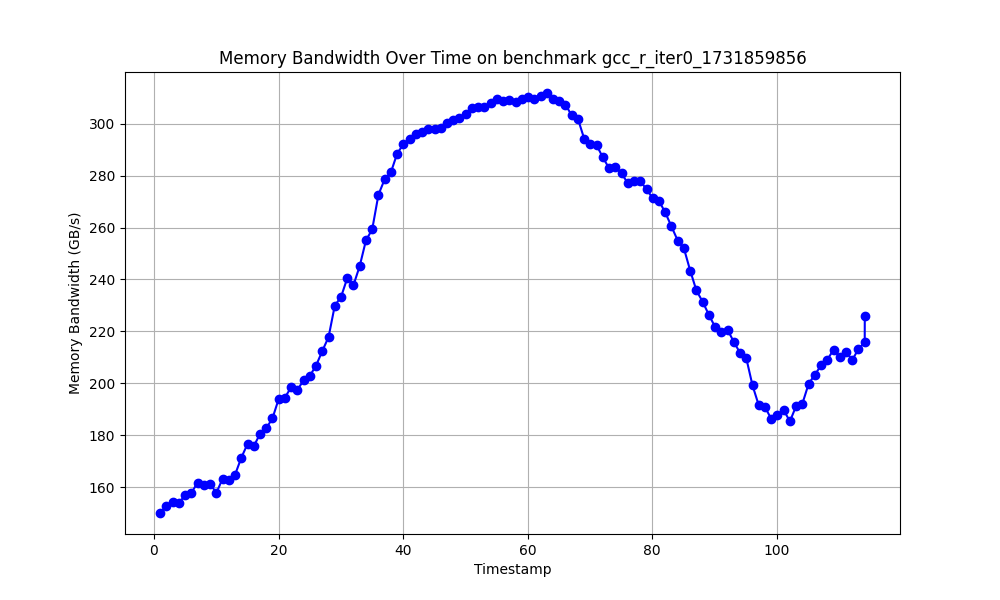 Memory Bandwidth Over Time on benchmark gcc_r_iter0_1731859856
Memory Bandwidth (GB/s)
300
280
260
240
220
200
180
160
0 20 40 60 80 100
Timestamp